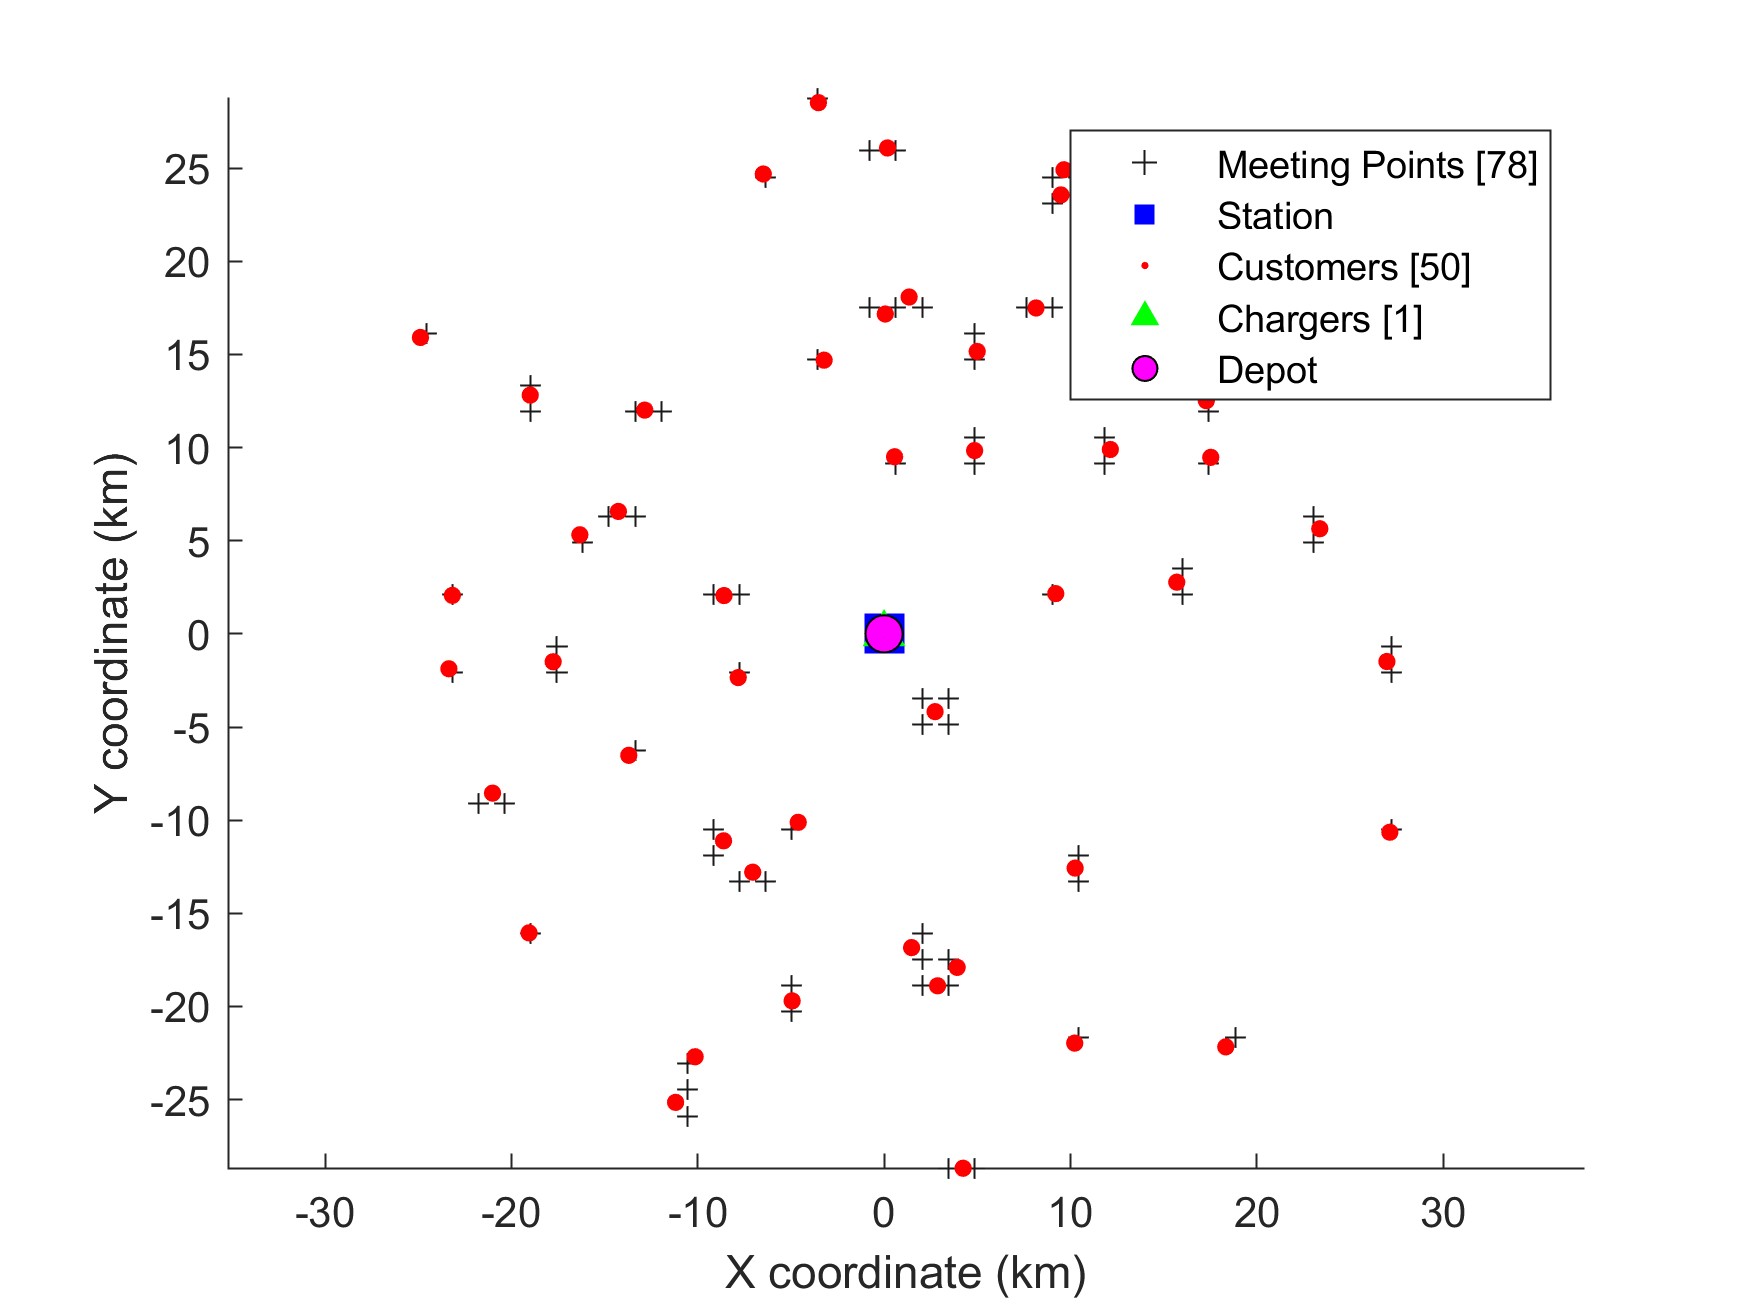 25
20
15
10
5
0
-5
-10
-15
-20
-25
Y coordinate (km)
Meeting Points [78]
Station
Customers [50]
Chargers [1]
Depot
-30 -20 -10 0 10 20 30
X coordinate (km)